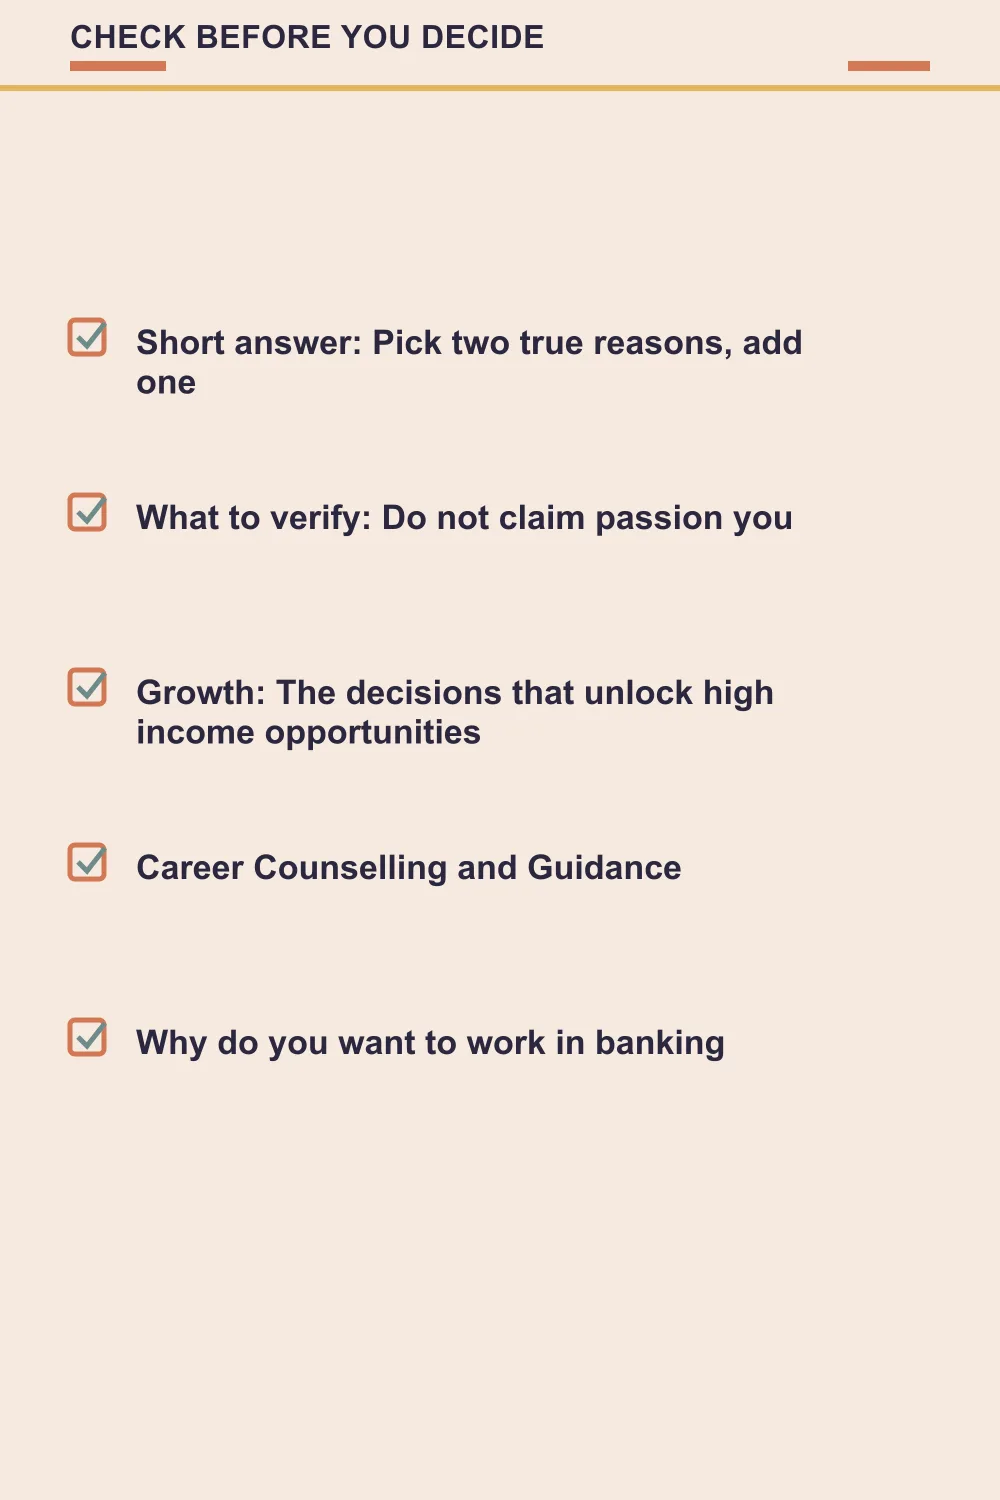 CHECK BEFORE YOU DECIDE
Short answer: Pick two true reasons, add
one
What to verify: Do not claim passion you
Growth: The decisions that unlock high
income opportunities
Career Counselling and Guidance
Why do you want to work in banking